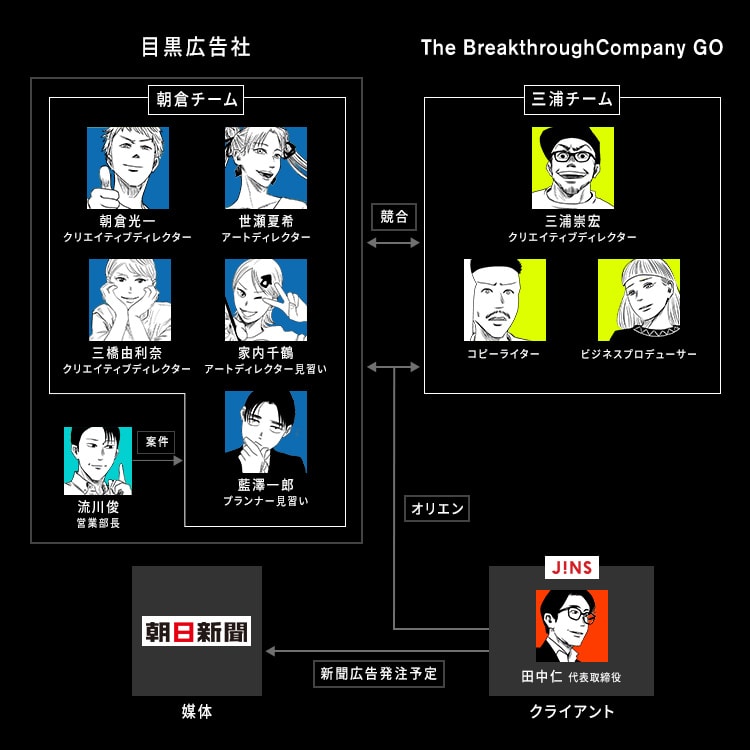 目黒広告社
The BreakthroughCompany GO
朝倉チーム
三浦チーム
朝倉光一
クリエイティブディレクター
世瀬夏希
アートディレクター
競合
三浦崇宏
クリエイティブディレクター
三橋由利奈
クリエイティブディレクター
家内千鶴
アートディレクター見習い
コピーライター
ビジネスプロデューサー
案件
流川俊
営業部長
藍澤一郎
プランナー見習い
オリエン
J!NS
朝日新聞
田中仁 代表取締役
新聞広告発注予定
媒体
クライアント